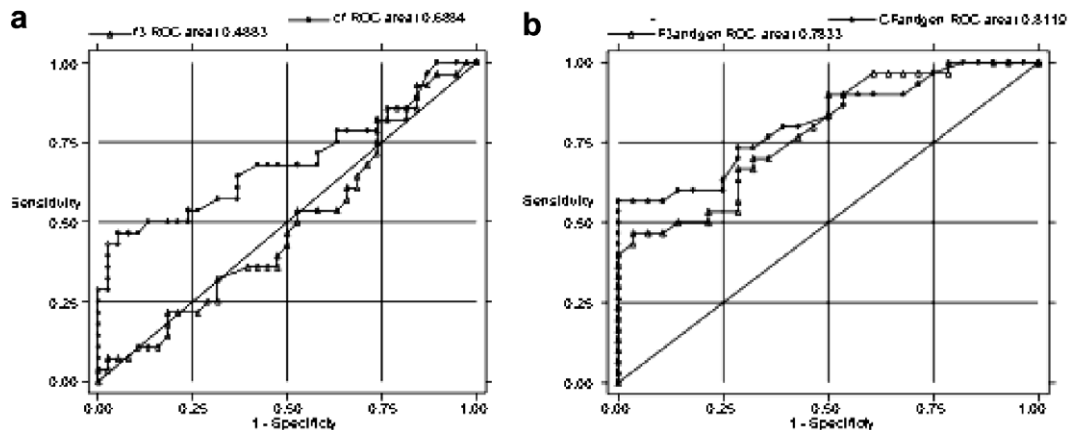 a
cf ROC area: 0.6884
f3 ROC area: 0.4883
1.00
0.75
Sensitivity
0.50
0.25
0.00
0.00 0.25 0.50 0.75 1.00
1 - Specificity
b
CFandgen ROC area: 0.8119
F3andgen ROC area: 0.7833
1.00
0.75
Sensitivity
0.50
0.25
0.00
0.00 0.25 0.50 0.75 1.00
1 - Specificity